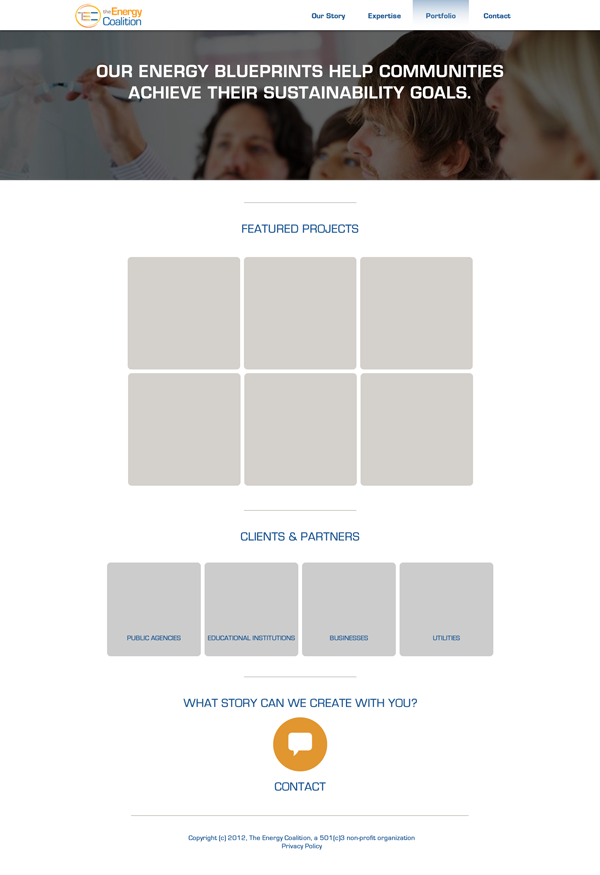 the Energy
Coalition
Our Story
Expertise
Portfolio
Contact
OUR ENERGY BLUEPRINTS HELP COMMUNITIES
ACHIEVE THEIR SUSTAINABILITY GOALS.
FEATURED PROJECTS
CLIENTS & PARTNERS
PUBLIC AGENCIES
EDUCATIONAL INSTITUTIONS
BUSINESSES
UTILITIES
WHAT STORY CAN WE CREATE WITH YOU?
CONTACT
Copyright (c) 2012, The Energy Coalition, a 501(c)3 non-profit organization
Privacy Policy